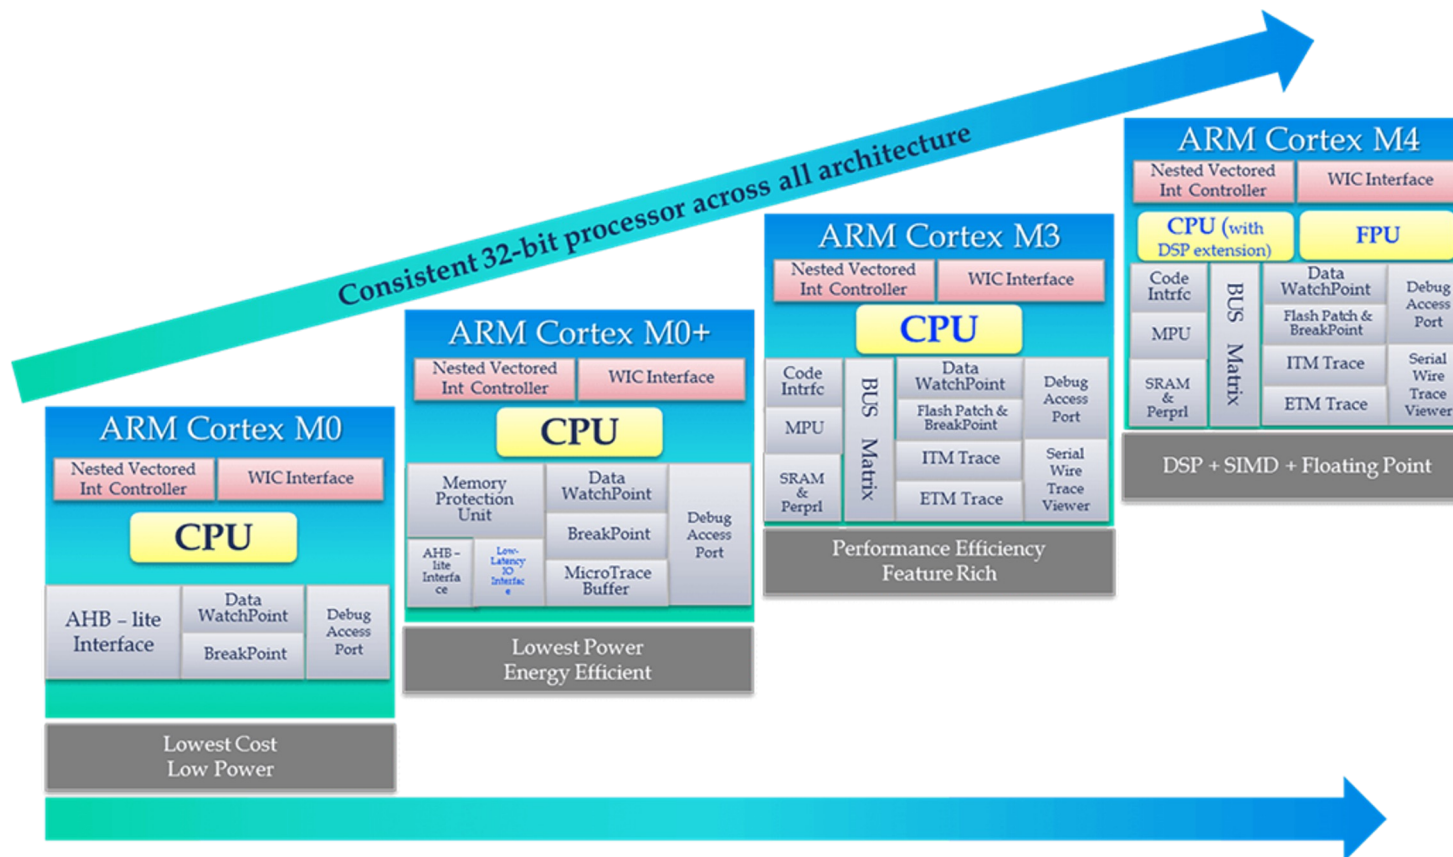 Consistent 32-bit processor across all architecture
ARM Cortex M0
Nested Vectored
Int Controller
WIC Interface
CPU
AHB – lite
Interface
Data
WatchPoint
BreakPoint
Debug
Access
Port
Lowest Cost
Low Power
ARM Cortex M0+
Nested Vectored
Int Controller
WIC Interface
CPU
Memory
Protection
Unit
AHB –
lite
Interfa
ce
Low-
Latency
IO
Interfac
e
Data
WatchPoint
BreakPoint
MicroTrace
Buffer
Debug
Access
Port
Lowest Power
Energy Efficient
ARM Cortex M3
Nested Vectored
Int Controller
WIC Interface
CPU
Code
Intrfc
MPU
SRAM
&
Perprl
BUS Matrix
Data
WatchPoint
Flash Patch &
BreakPoint
ITM Trace
ETM Trace
Debug
Access
Port
Serial
Wire
Trace
Viewer
Performance Efficiency
Feature Rich
ARM Cortex M4
Nested Vectored
Int Controller
WIC Interface
CPU (with
DSP extension)
FPU
Code
Intrfc
MPU
SRAM
&
Perprl
BUS Matrix
Data
WatchPoint
Flash Patch &
BreakPoint
ITM Trace
ETM Trace
Debug
Access
Port
Serial
Wire
Trace
Viewer
DSP + SIMD + Floating Point